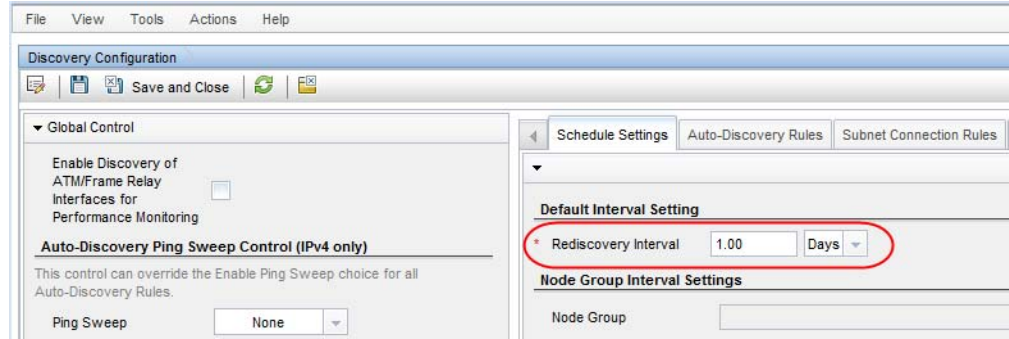 File View Tools Actions Help
Discovery Configuration
Save and Close
Global Control
Enable Discovery of
ATM/Frame Relay
Interfaces for
Performance Monitoring
Auto-Discovery Ping Sweep Control (IPv4 only)
This control can override the Enable Ping Sweep choice for all
Auto-Discovery Rules.
Ping Sweep None
Schedule Settings Auto-Discovery Rules Subnet Connection Rules
Default Interval Setting
* Rediscovery Interval 1.00 Days
Node Group Interval Settings
Node Group